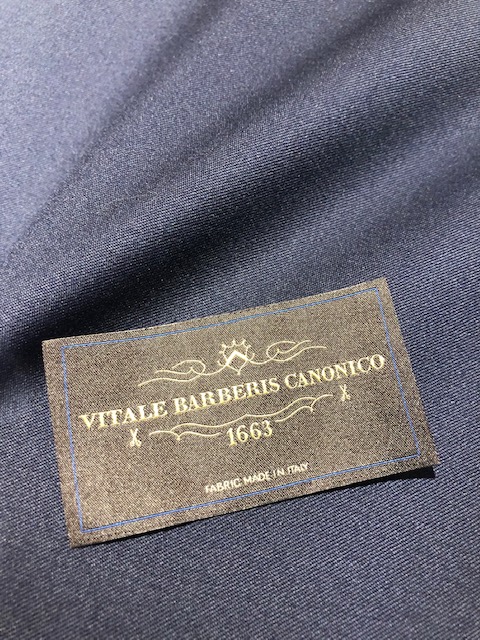 VITALE BARBERIS CANONICO
1663
FABRIC MADE IN ITALY